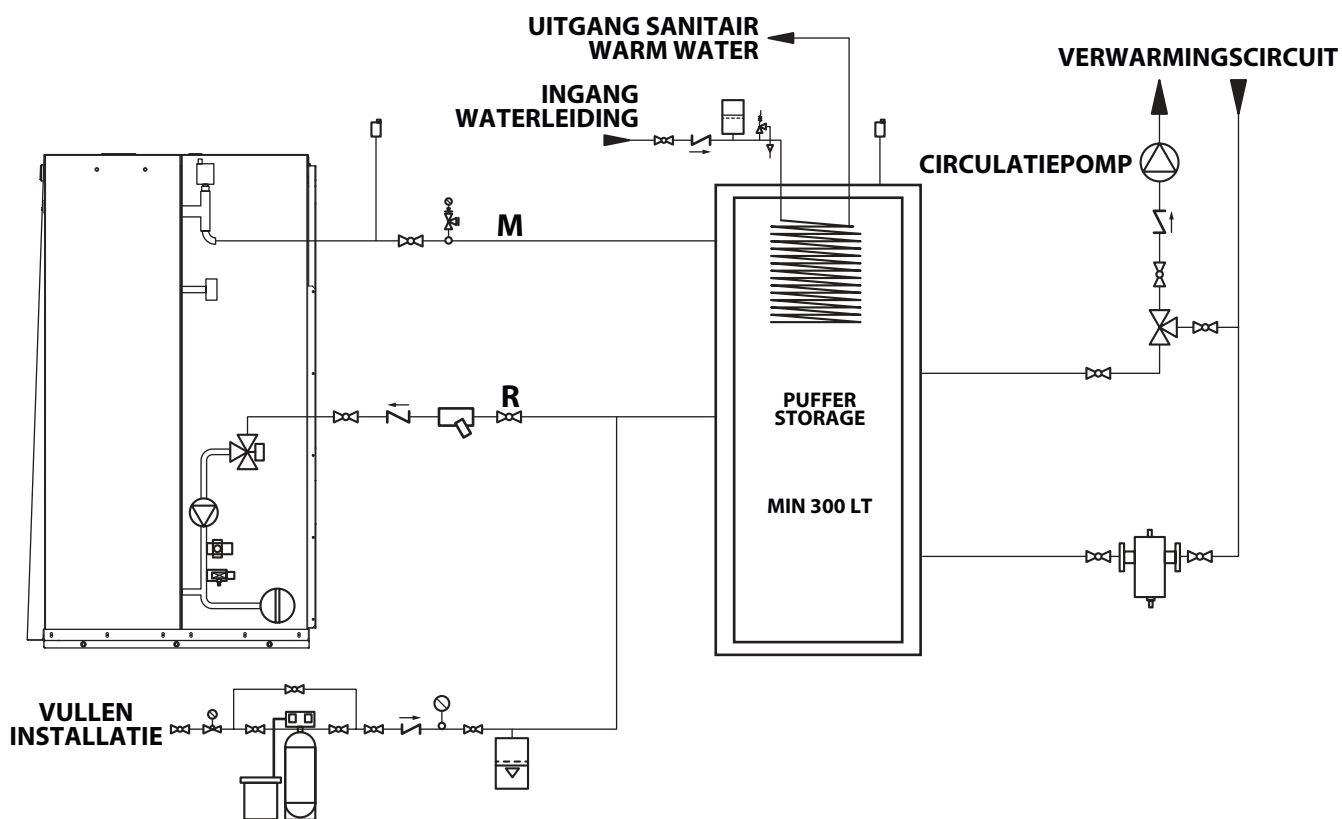 UITGANG SANITAIR
WARM WATER
VERWARMINGSCIRCUIT
INGANG
WATERLEIDING
CIRCULATIEPOMP
M
R
PUFFER
STORAGE
MIN 300 LT
VULLEN
INSTALLATIE